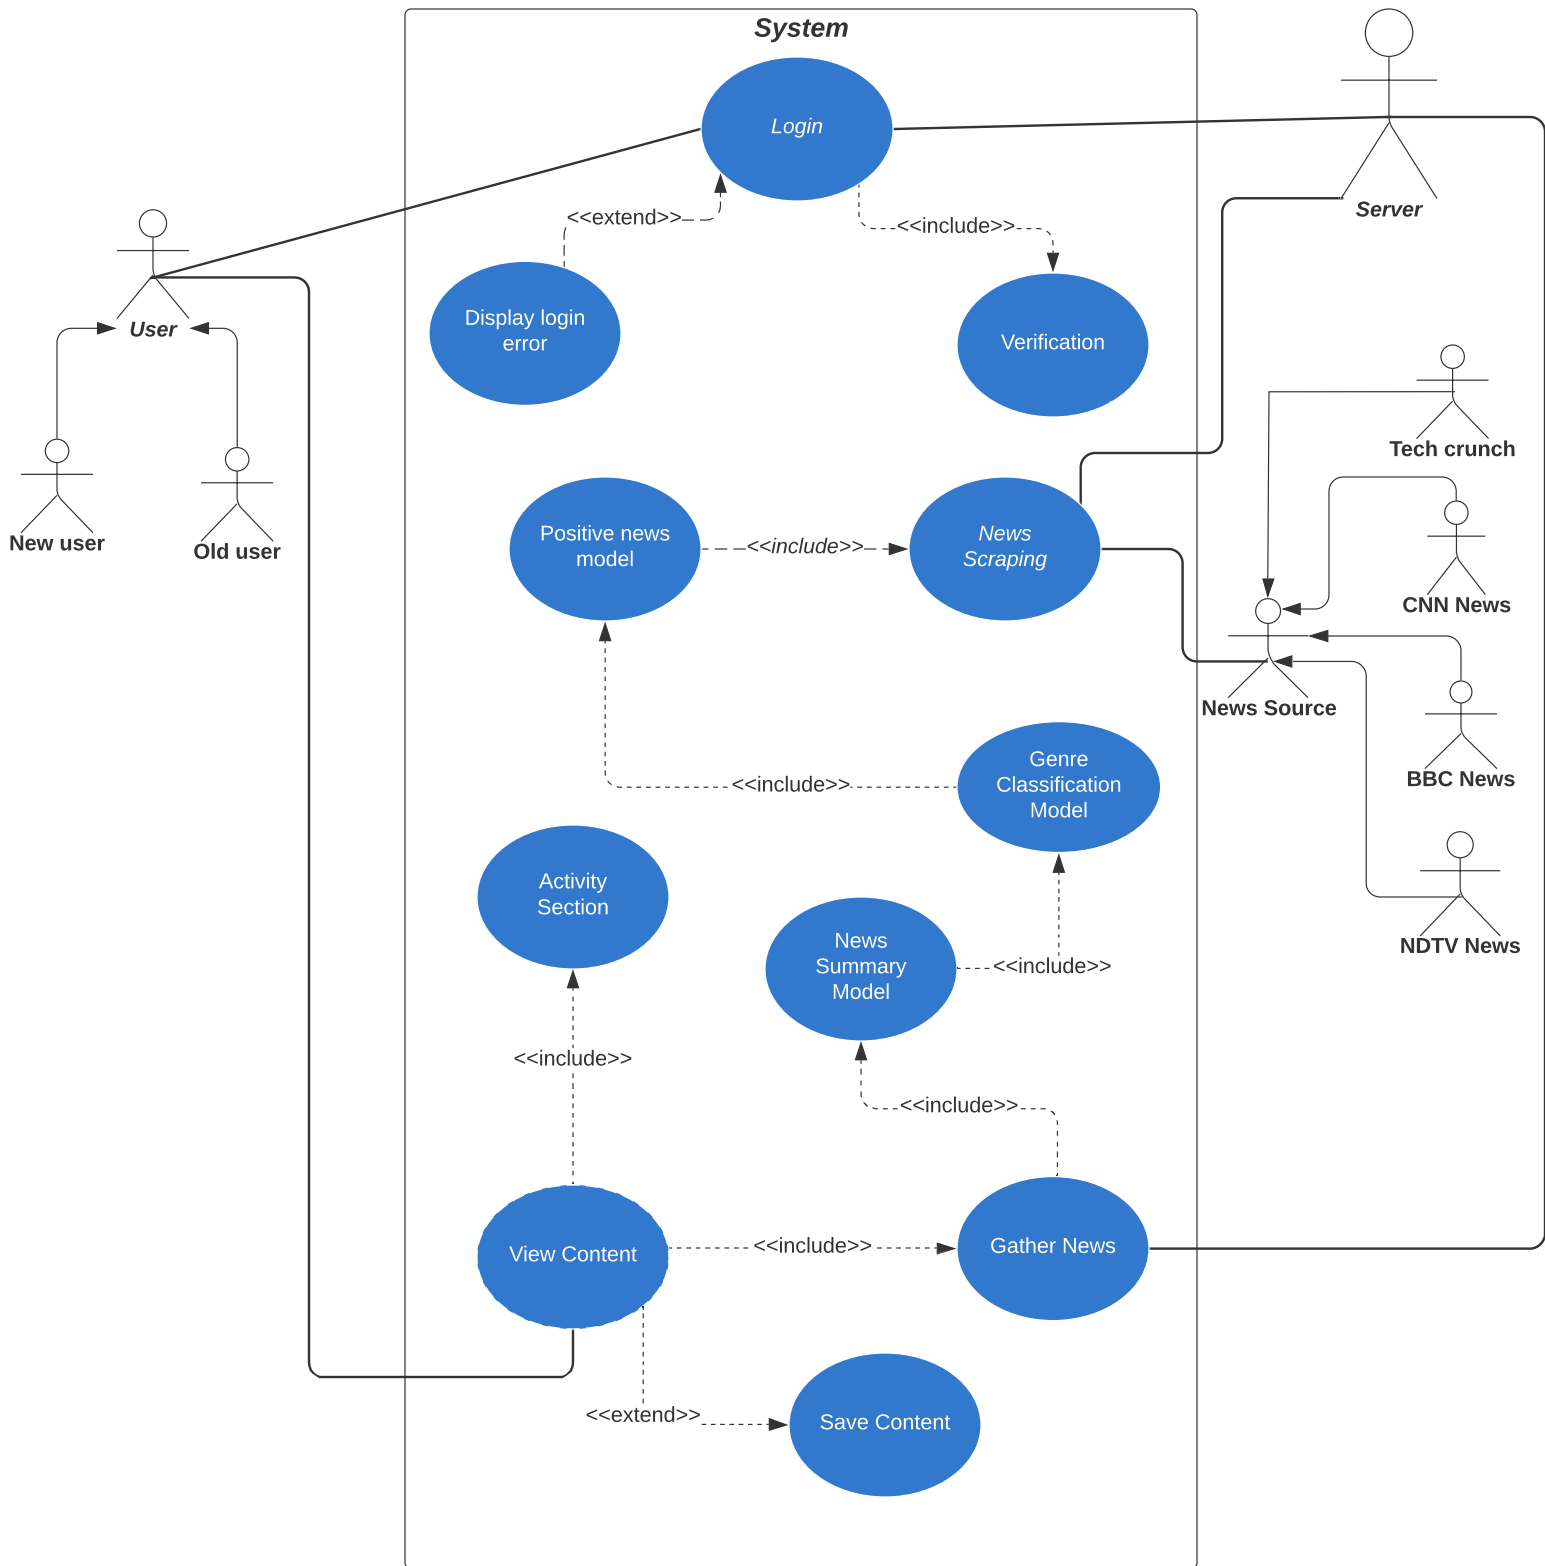 System
Login
Server
<<extend>>
<<include>>
User
Display login
error
Verification
Tech crunch
New user
Old user
Positive news
model
<<include>>
News
Scraping
CNN News
News Source
BBC News
Genre
Classification
Model
<<include>>
Activity
Section
News
Summary
Model
<<include>>
NDTV News
<<include>>
<<include>>
View Content
<<include>>
Gather News
<<extend>>
Save Content